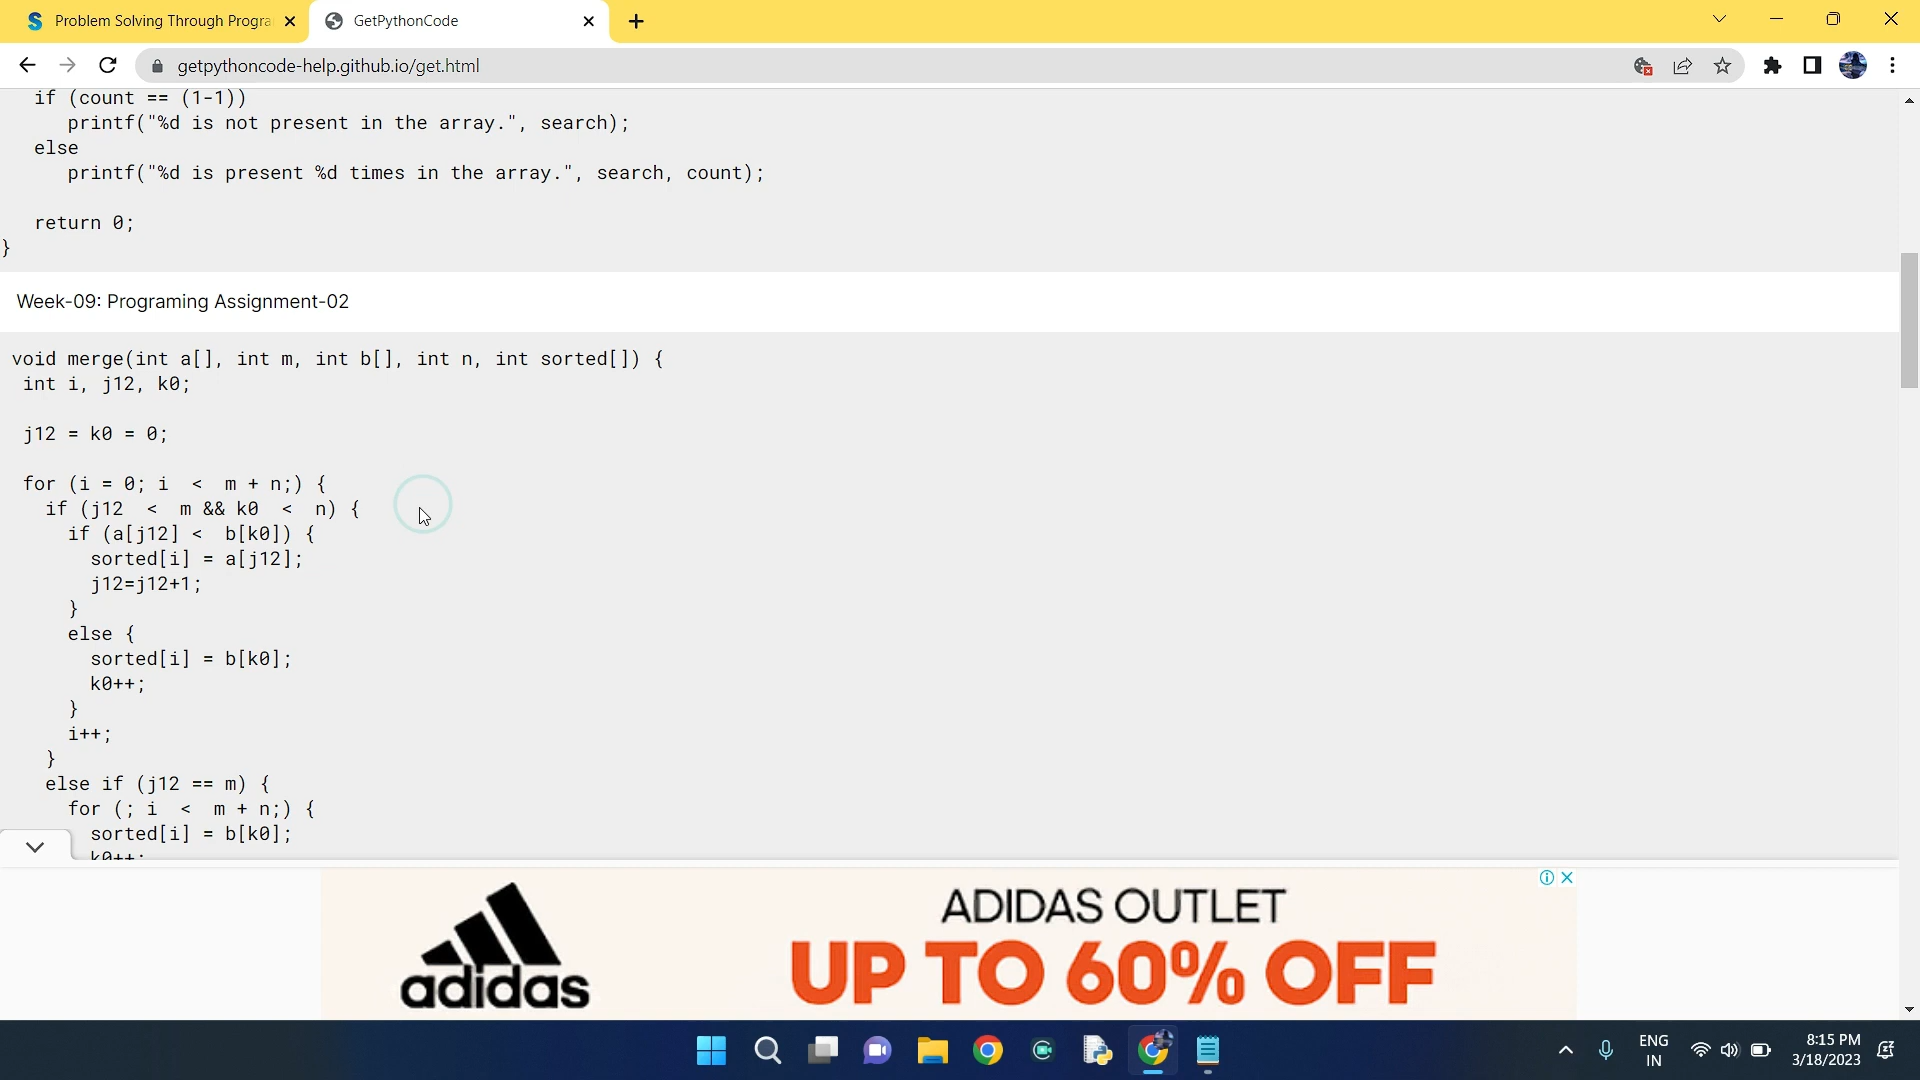 Problem Solving Through Progra
GetPythonCode
getpythoncode-help.github.io/get.html
if (count == (1-1))
printf("%d is not present in the array.", search);
else
printf("%d is present %d times in the array.", search, count);
return 0;
}
Week-09: Programing Assignment-02
void merge(int a[], int m, int b[], int n, int sorted[]) {
int i, j12, k0;
j12 = k0 = 0;
for (i = 0; i < m + n;) {
if (j12 < m && k0 < n) {
if (a[j12] < b[k0]) {
sorted[i] = a[j12];
j12=j12+1;
}
else {
sorted[i] = b[k0];
k0++;
}
i++;
}
else if (j12 == m) {
for (; i < m + n;) {
sorted[i] = b[k0];
k0++;
adidas
ADIDAS OUTLET
UP TO 60% OFF
ENG
IN
8:15 PM
3/18/2023